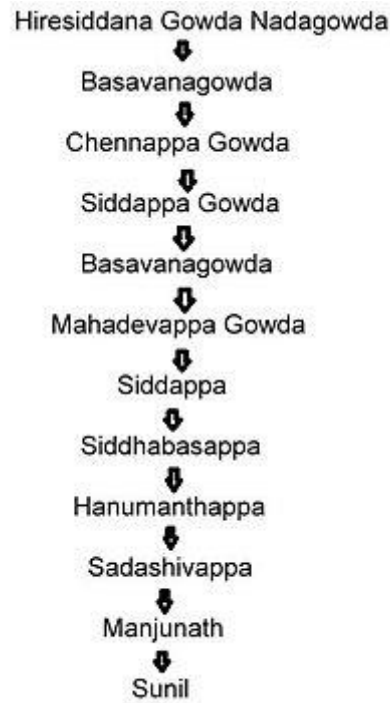 Hiresiddana Gowda Nadagowda
Basavanagowda
Chennappa Gowda
Siddappa Gowda
Basavanagowda
Mahadevappa Gowda
Siddappa
Siddhabasappa
Hanumanthappa
Sadashivappa
Manjunath
Sunil